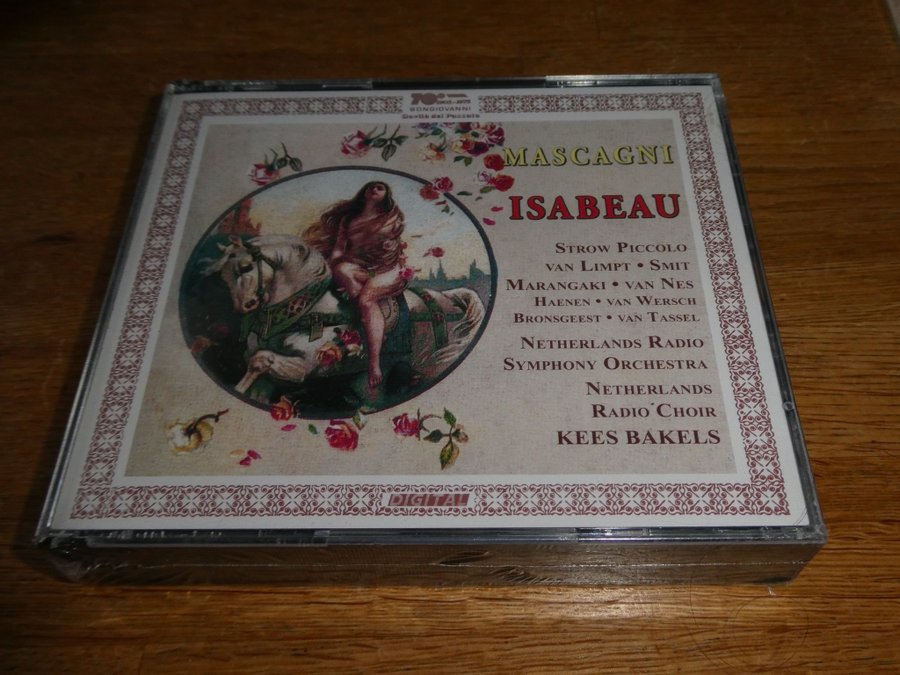 70°
BONGIOVANNI
MASCAGNI
ISABEAU
STROW PICCOLO
VAN LIMPT • SMIT
MARANGAKI • VAN NES
HAENEN • VAN WERSCH
BRONSGEEST • VAN TASSEL
NETHERLANDS RADIO
SYMPHONY ORCHESTRA
NETHERLANDS
RADIO CHOIR
KEES BAKELS
DIGITAL